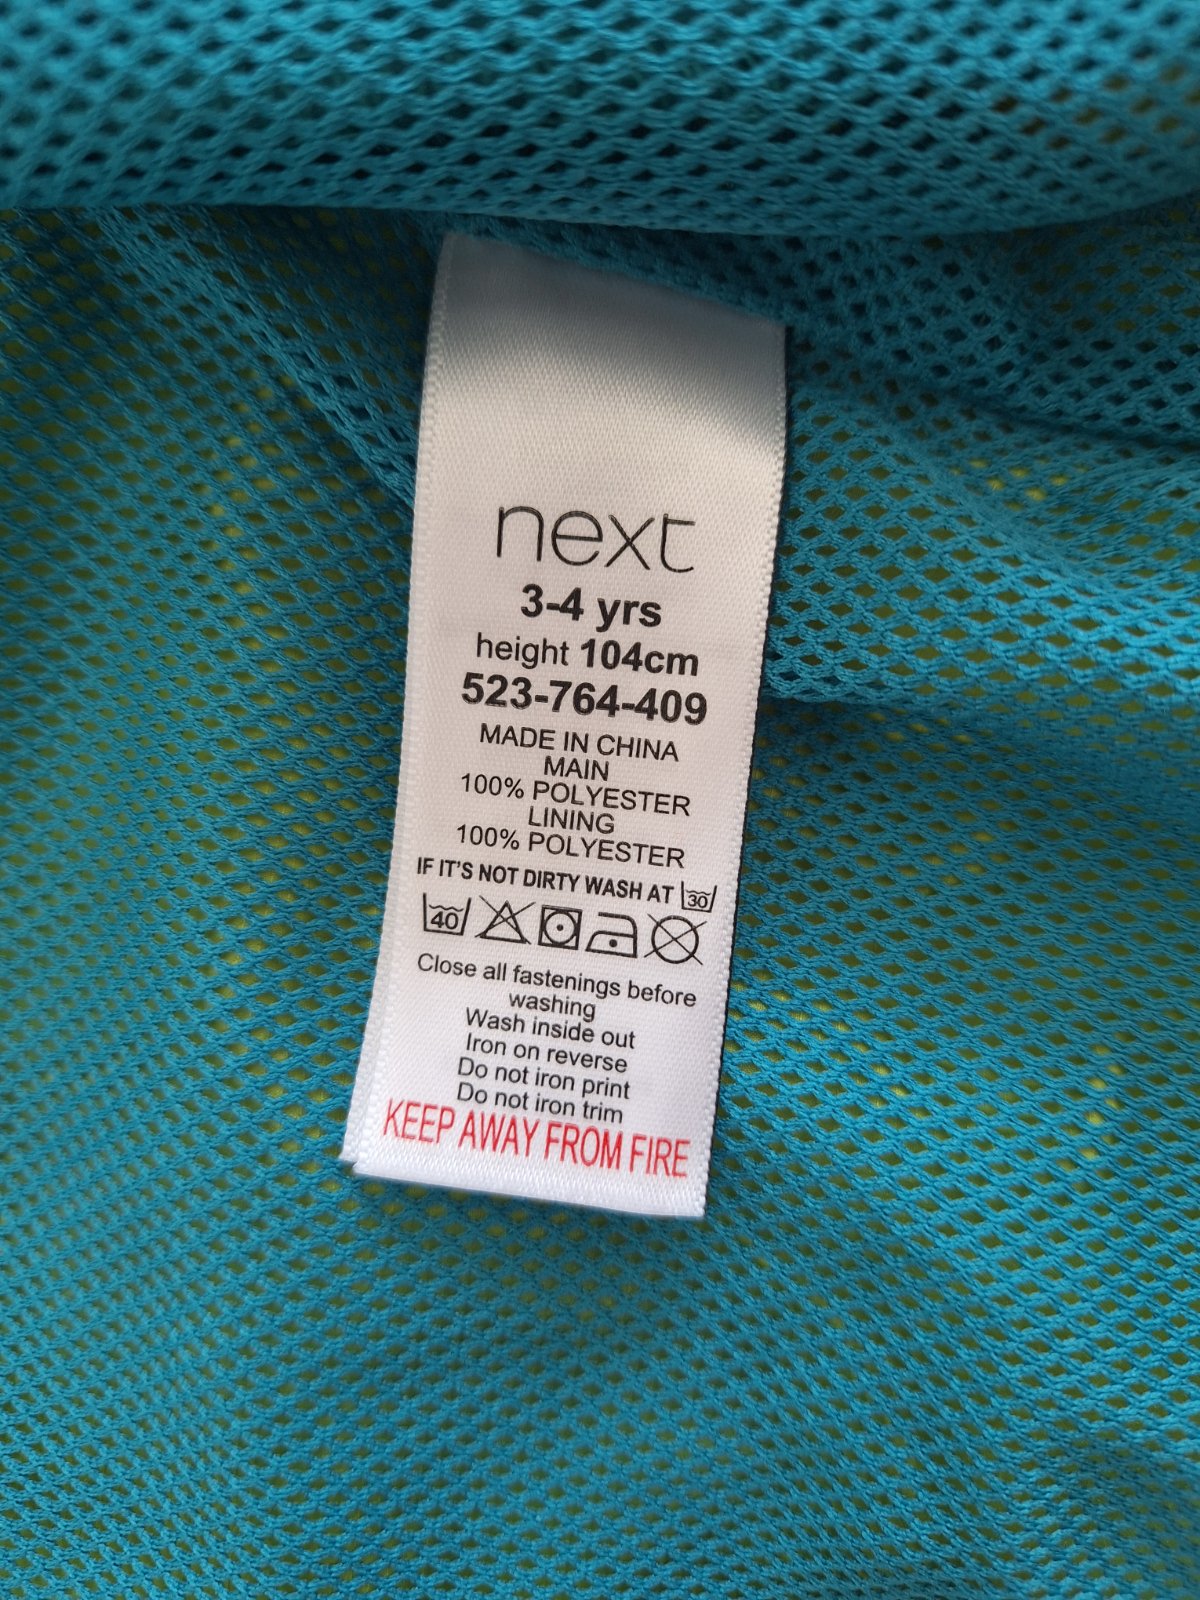 next
3-4 yrs
height 104cm
523-764-409
MADE IN CHINA
MAIN
100% POLYESTER
LINING
100% POLYESTER
IF IT'S NOT DIRTY WASH AT 30
40
Close all fastenings before
washing
Wash inside out
Iron on reverse
Do not iron print
Do not iron trim
KEEP AWAY FROM FIRE